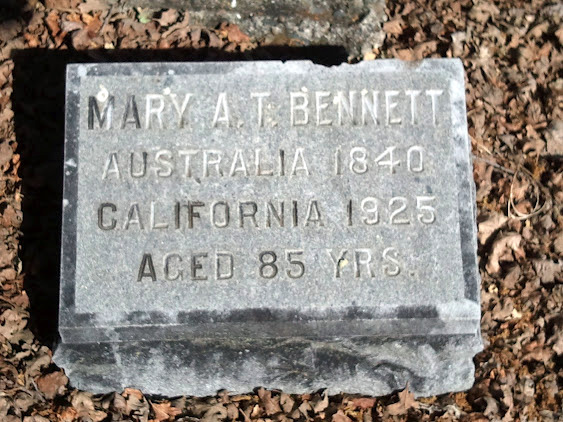 MARY A. T. BENNETT
AUSTRALIA 1840
CALIFORNIA 1925
AGED 85 YRS.